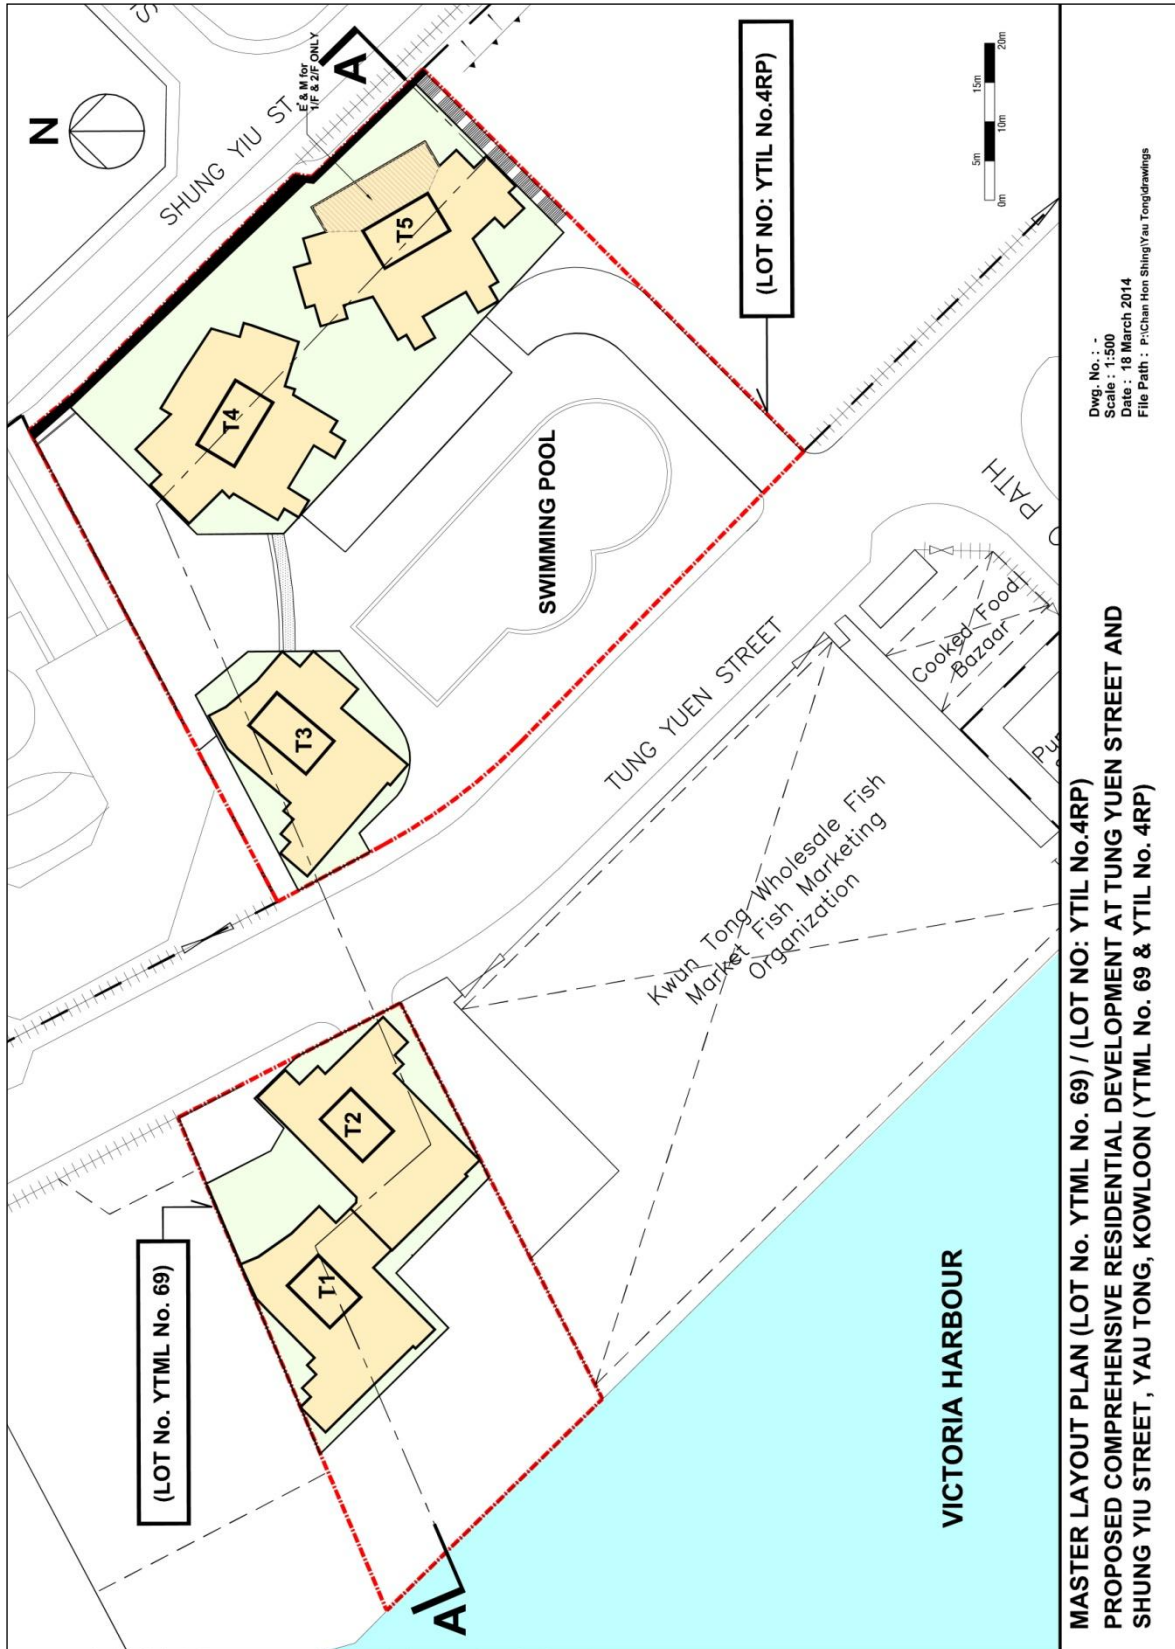 N
SHUNG YIU ST.
E & M for
1/F & 2/F ONLY
A
T5
T4
T3
SWIMMING POOL
(LOT NO: YTIL No.4RP)
0m
5m
10m
15m
20m
TUNG YUEN STREET
PATH
Cooked Food
Bazaar
Kwun Tong Wholesale Fish
Market Fish Marketing
Organization
(LOT No. YTML No. 69)
T2
T1
A
VICTORIA HARBOUR
Dwg. No. : -
Scale : 1:500
Date : 18 March 2014
File Path : P:\Chan Hon Shing\Yau Tong\drawings
MASTER LAYOUT PLAN (LOT No. YTML No. 69) / (LOT NO: YTIL No.4RP)
PROPOSED COMPREHENSIVE RESIDENTIAL DEVELOPMENT AT TUNG YUEN STREET AND
SHUNG YIU STREET , YAU TONG, KOWLOON ( YTML No. 69 & YTIL No. 4RP)